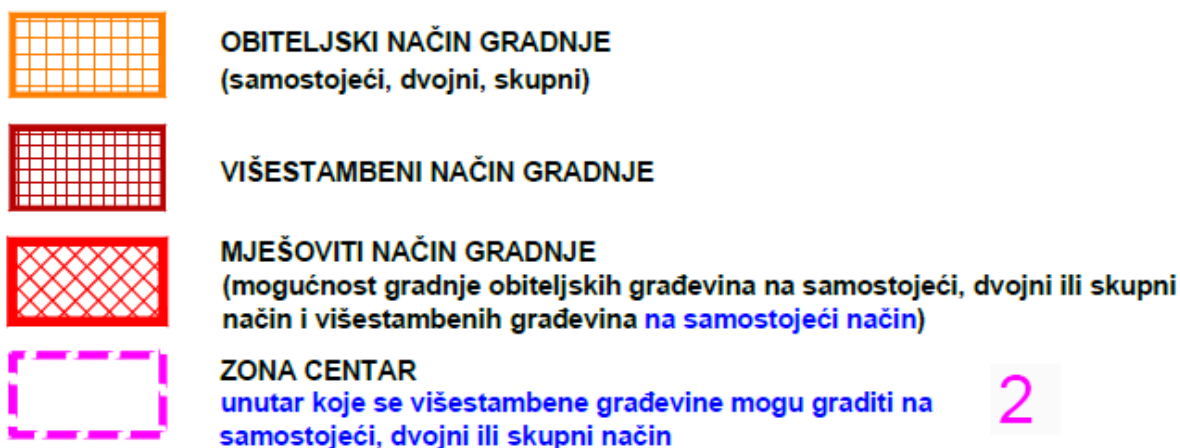 OBITELJSKI NAČIN GRADNJE
(samostojeći, dvojni, skupni)
VIŠESTAMBENI NAČIN GRADNJE
MJEŠOVITI NAČIN GRADNJE
(mogućnost gradnje obiteljskih građevina na samostojeći, dvojni ili skupni
način i višestambenih građevina na samostojeći način)
ZONA CENTAR
unutar koje se višestambene građevine mogu graditi na
samostojeći, dvojni ili skupni način
2